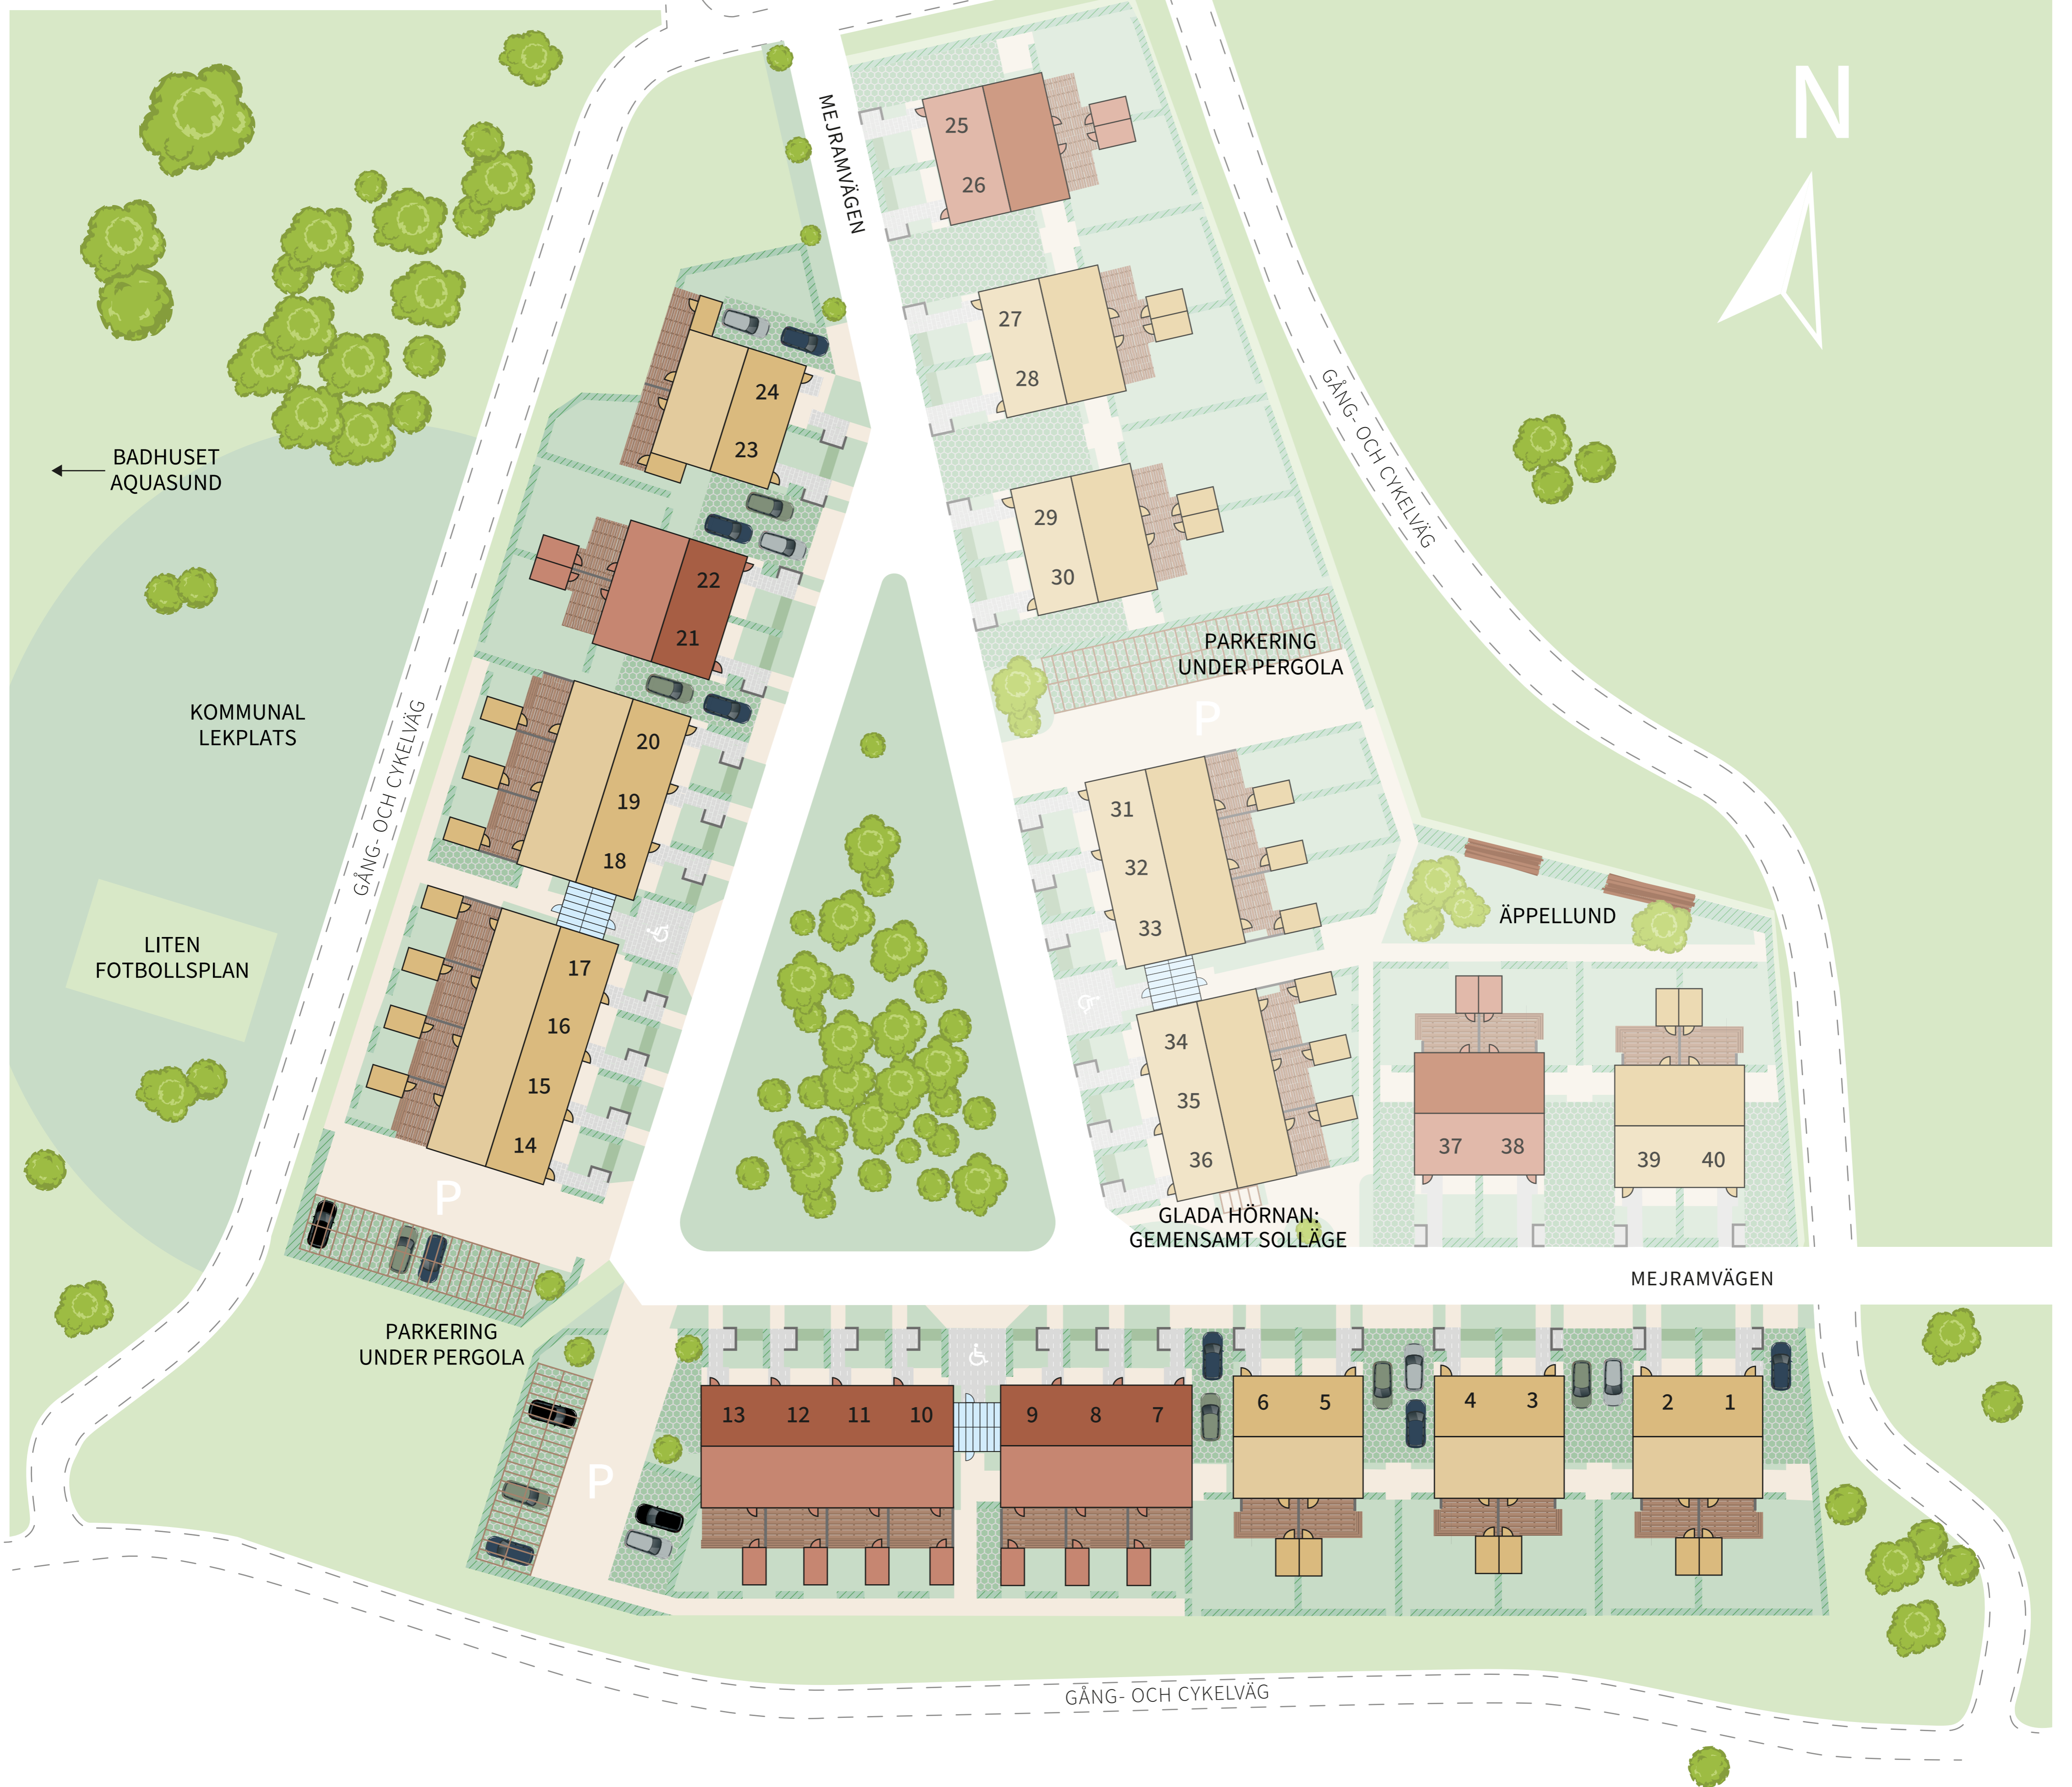 N
MEJRAMVÄGEN
25
26
27
28
29
30
24
23
22
21
20
19
18
17
16
15
14
BADHUSET
AQUASUND
KOMMUNAL
LEKPLATS
GÅNG- OCH CYKELVÄG
GÅNG- OCH CYKELVÄG
LITEN
FOTBOLLSPLAN
PARKERING
UNDER PERGOLA
P
31
32
33
34
35
36
ÄPPELLUND
37 38
39 40
GLADA HÖRNAN:
GEMENSAMT SOLLÄGE
MEJRAMVÄGEN
P
PARKERING
UNDER PERGOLA
P
13 12 11 10 9 8 7 6 5 4 3 2 1
GÅNG- OCH CYKELVÄG